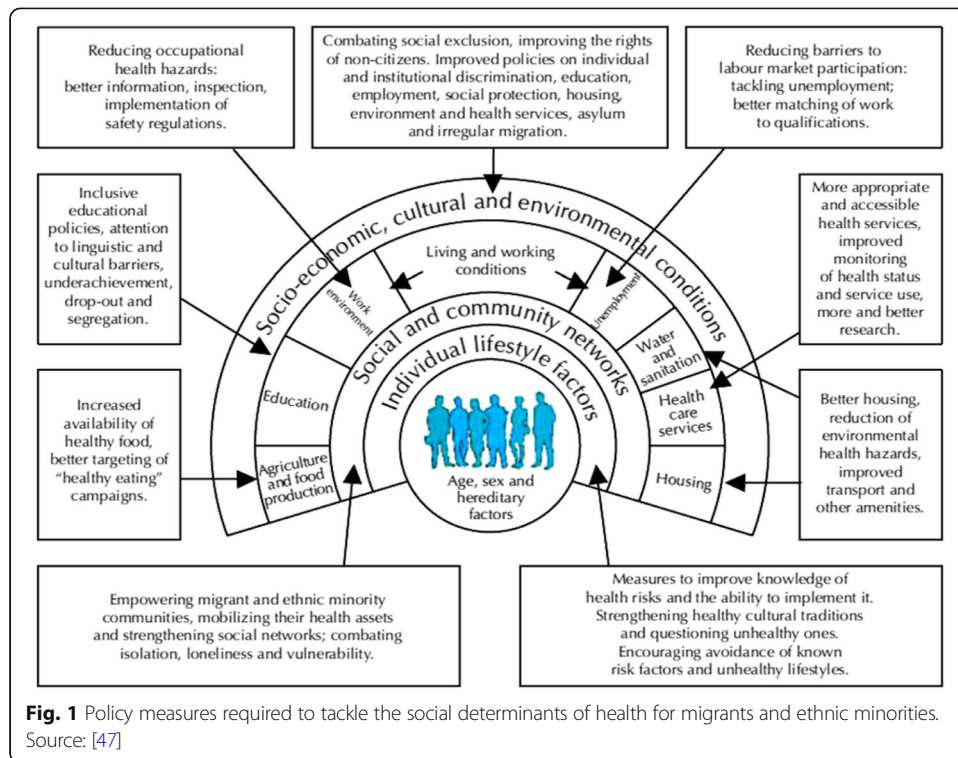 Reducing occupational
health hazards:
better information, inspection,
implementation of
safety regulations.
Combating social exclusion, improving the rights
of non-citizens. Improved policies on individual
and institutional discrimination, education,
employment, social protection, housing,
environment and health services, asylum
and irregular migration.
Reducing barriers to
labour market participation:
tackling unemployment;
better matching of work
to qualifications.
Inclusive
educational
policies, attention
to linguistic and
cultural barriers,
underachievement,
drop-out and
segregation.
Socio-economic, cultural and environmental conditions
Living and working
conditions
Work
environment
Unemployment
More appropriate
and accessible
health services,
improved
monitoring
of health status
and service use,
more and better
research.
Social and community networks
Individual lifestyle factors
Water
and
sanitation
Education
Health
care
services
Increased
availability of
healthy food,
better targeting of
“healthy eating”
campaigns.
Agriculture
and food
production
Age, sex and
hereditary
factors
Housing
Better housing,
reduction of
environmental
health hazards,
improved
transport and
other amenities.
Empowering migrant and ethnic minority
communities, mobilizing their health assets
and strengthening social networks; combating
isolation, loneliness and vulnerability.
Measures to improve knowledge of
health risks and the ability to implement it.
Strengthening healthy cultural traditions
and questioning unhealthy ones.
Encouraging avoidance of known
risk factors and unhealthy lifestyles.
Fig. 1 Policy measures required to tackle the social determinants of health for migrants and ethnic minorities.
Source: [47]